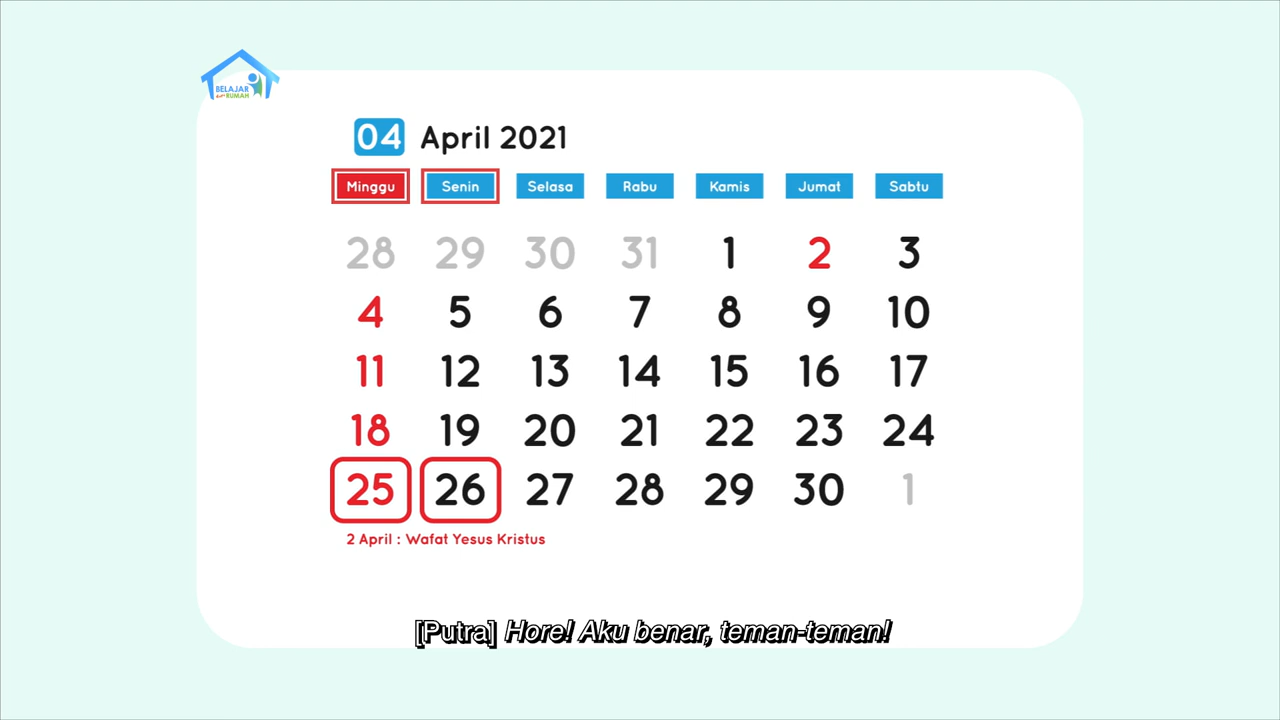 BELAJAR
dari RUMAH
04 April 2021
Minggu Senin Selasa Rabu Kamis Jumat Sabtu
28 29 30 31 1 2 3
4 5 6 7 8 9 10
11 12 13 14 15 16 17
18 19 20 21 22 23 24
25 26 27 28 29 30 1
2 April : Wafat Yesus Kristus
[Putra] Hore! Aku benar, teman-teman!